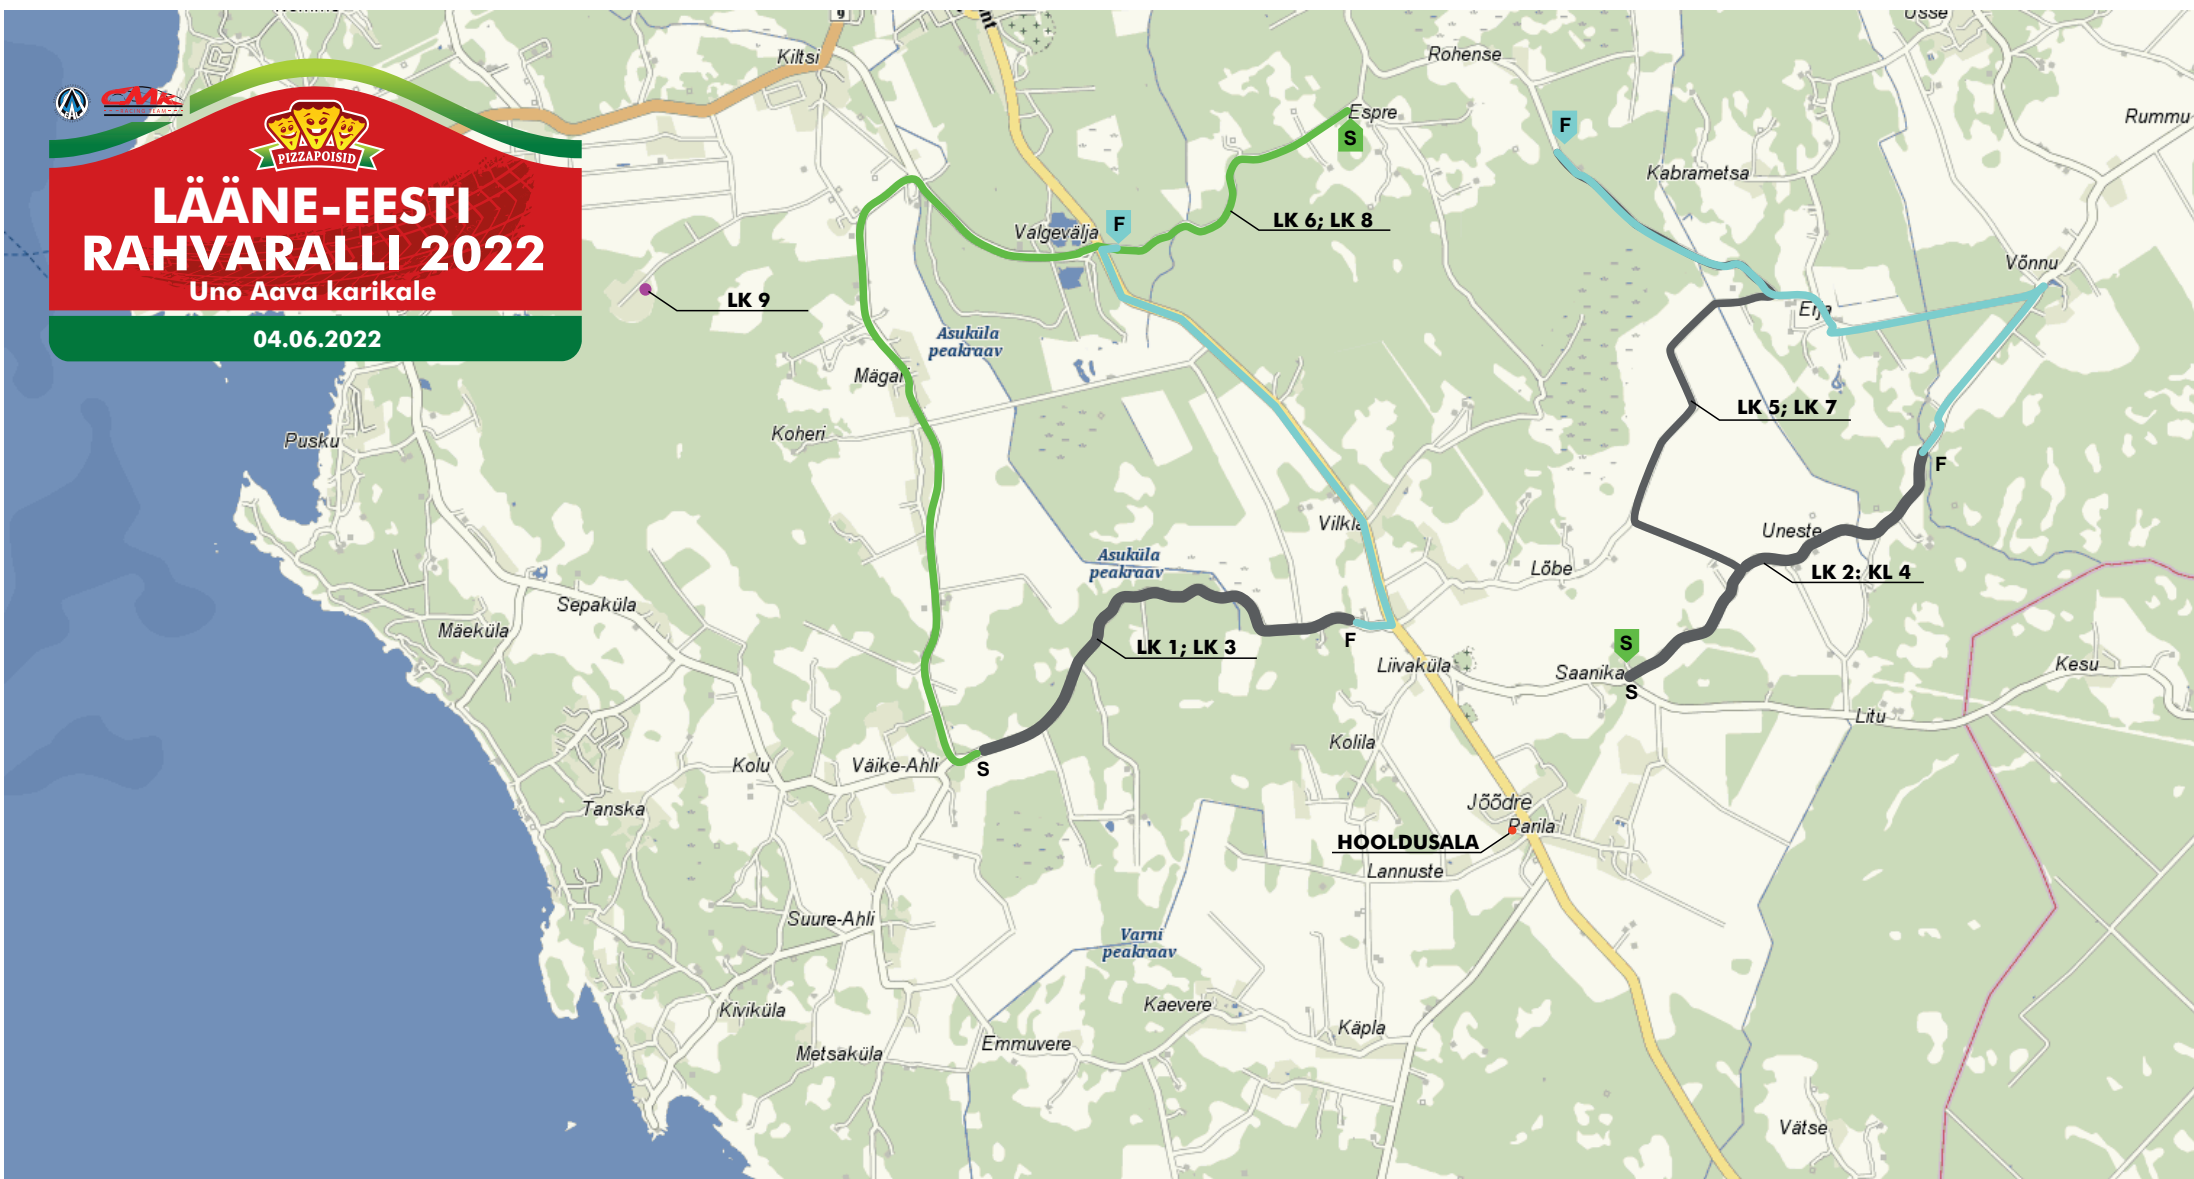 Kiltsi
9
nt
Rohense
Espre
S
F
Rummu
Kabrametsa
CMK
PIZZAPOISID
LÄÄNE-EESTI
RAHVARALLI 2022
Uno Aava karikale
04.06.2022
Valgevälja
F
LK 6; LK 8
Võnnu
LK 9
Erja
Asuküla
peakraav
Mägari
LK 5; LK 7
Koheri
Pusku
F
Vilkla
Uneste
Asuküla
peakraav
Lõbe
LK 2: KL 4
Sepaküla
Mäeküla
LK 1; LK 3
F
S
Liivaküla
Saanika
S
Kesu
Litu
Kolila
Kolu
Väike-Ahli
S
Tanska
Jõõdre
Parila
HOOLDUSALA
Lannuste
Suure-Ahli
Varni
peakraav
Kaevere
Kiviküla
Käpla
Emmuvere
Metsaküla
Vätse